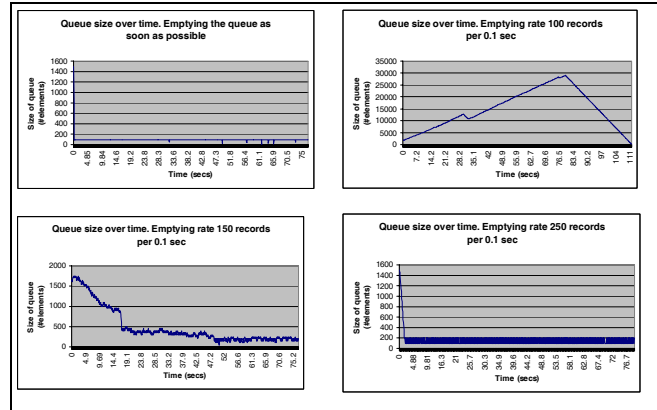 Queue size over time. Emptying the queue as
soon as possible
Size of queue
(#elements)
1600
1400
1200
1000
800
600
400
200
0
0 4.85 9.84 14.6 19.2 23.8 28.3 33.6 38.2 42.8 47.3 51.8 56.4 61.1 65.9 70.5 75
Time (secs)
Queue size over time. Emptying rate 100 records
per 0.1 sec
Size of queue
(#elements)
35000
30000
25000
20000
15000
10000
5000
0
0 7.2 14.2 21.2 28.2 35.1 42 48.9 55.9 62.7 69.6 76.5 83.4 90.2 97 104 111
Time (secs)
Queue size over time. Emptying rate 150 records
per 0.1 sec
Size of queue
(#elements)
2000
1500
1000
500
0
0 4.9 9.69 14.4 19.1 23.8 28.5 33.2 37.9 42.5 47.2 52 56.6 61.3 65.9 70.6 75.2
Time (secs)
Queue size over time. Emptying rate 250 records
per 0.1 sec
Size of queue
(#elements)
1600
1400
1200
1000
800
600
400
200
0
0 4.88 9.81 16.3 21 25.7 30.3 34.9 39.6 44.2 48.8 53.5 58.1 62.8 67.4 72 76.7
Time (secs)